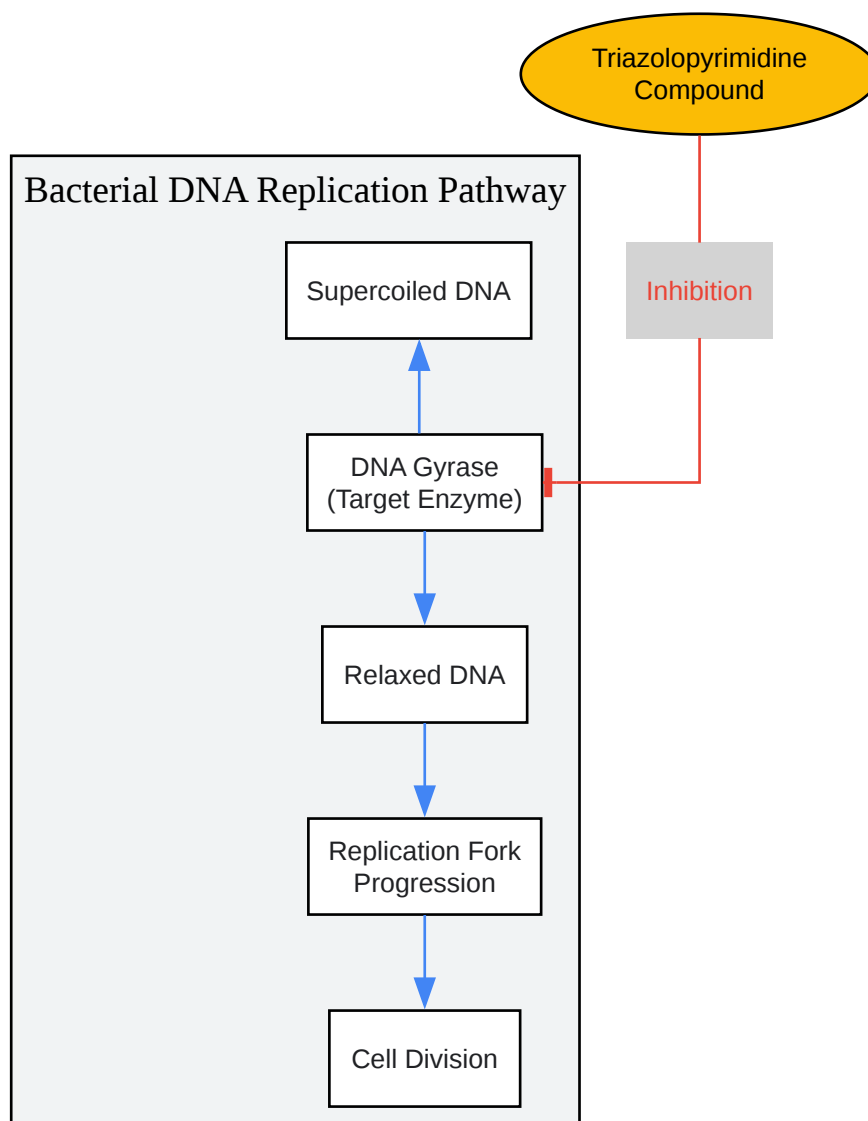 Triazolopyrimidine
Compound
Bacterial DNA Replication Pathway
Supercoiled DNA
Inhibition
DNA Gyrase
(Target Enzyme)
Relaxed DNA
Replication Fork
Progression
Cell Division